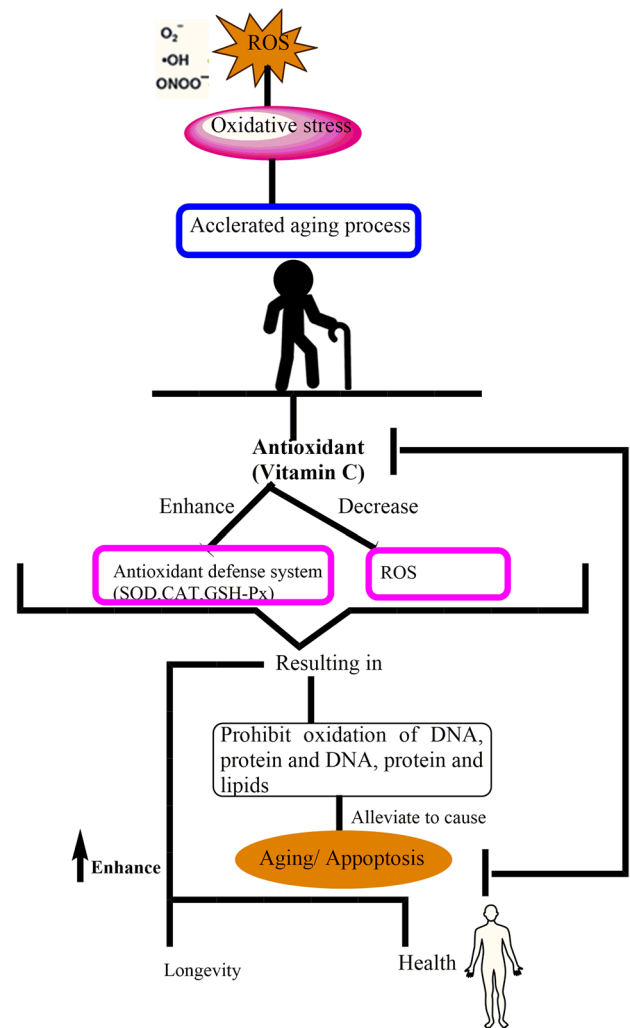 O₂⁻
•OH
ONOO⁻
ROS
Oxidative stress
Acclerated aging process
Antioxidant
(Vitamin C)
Enhance
Decrease
Antioxidant defense system
(SOD,CAT,GSH-Px)
ROS
Resulting in
Prohibit oxidation of DNA,
protein and DNA, protein and
lipids
Alleviate to cause
Aging/ Appoptosis
Enhance
Longevity
Health